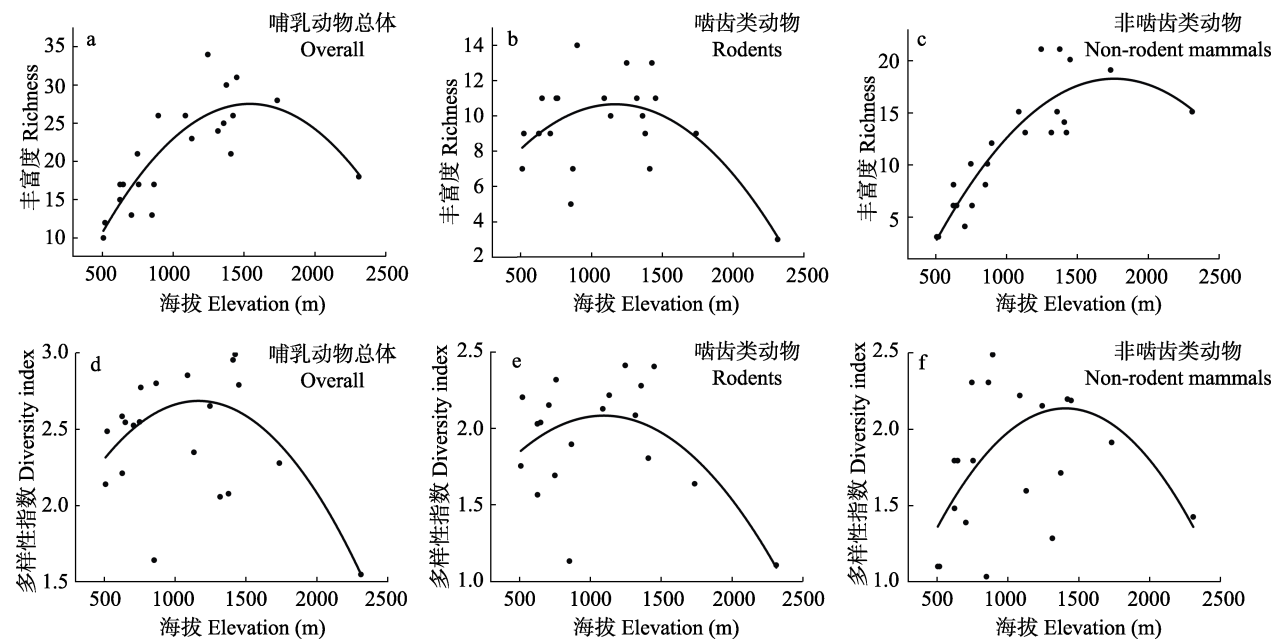 a
哺乳动物总体
Overall
丰富度 Richness
35
30
25
20
15
10
500
1000
1500
2000
2500
海拔 Elevation (m)
b
啮齿类动物
Rodents
丰富度 Richness
14
12
10
8
6
4
2
500
1000
1500
2000
2500
海拔 Elevation (m)
c
非啮齿类动物
Non-rodent mammals
丰富度 Richness
20
15
10
5
500
1000
1500
2000
2500
海拔 Elevation (m)
d
哺乳动物总体
Overall
多样性指数 Diversity index
3.0
2.5
2.0
1.5
500
1000
1500
2000
2500
海拔 Elevation (m)
e
啮齿类动物
Rodents
多样性指数 Diversity index
2.5
2.0
1.5
1.0
500
1000
1500
2000
2500
海拔 Elevation (m)
f
非啮齿类动物
Non-rodent mammals
多样性指数 Diversity index
2.5
2.0
1.5
1.0
500
1000
1500
2000
2500
海拔 Elevation (m)